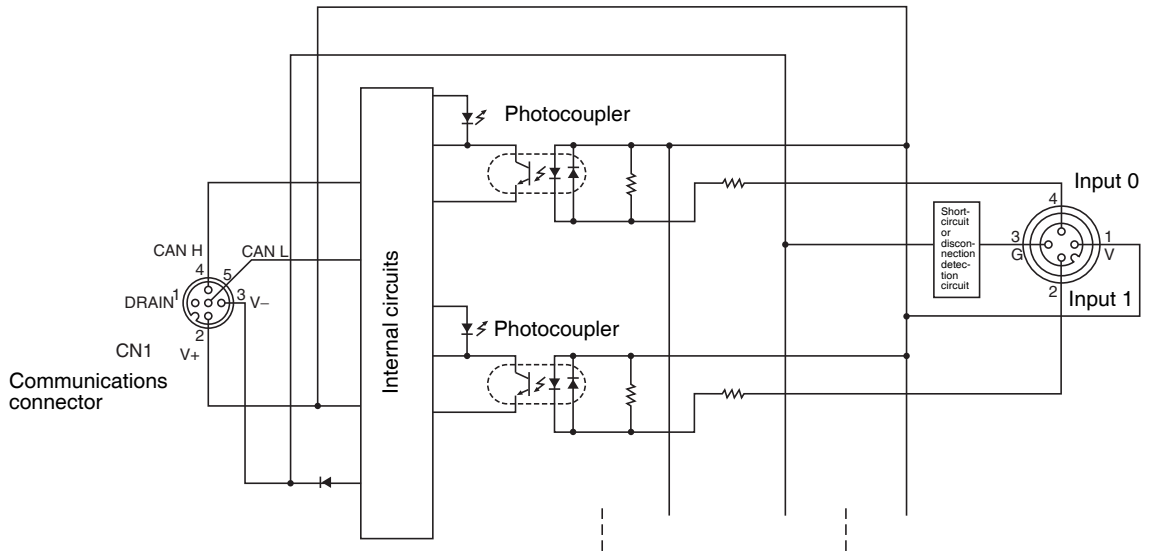 Photocoupler
Input 0
4
Short-
circuit
or
discon-
nection
detec-
tion
circuit
3
G
1
V
2
Input 1
CAN H
CAN L
4
5
DRAIN
1
3
V–
2
CN1
V+
Communications
connector
Internal circuits
Photocoupler